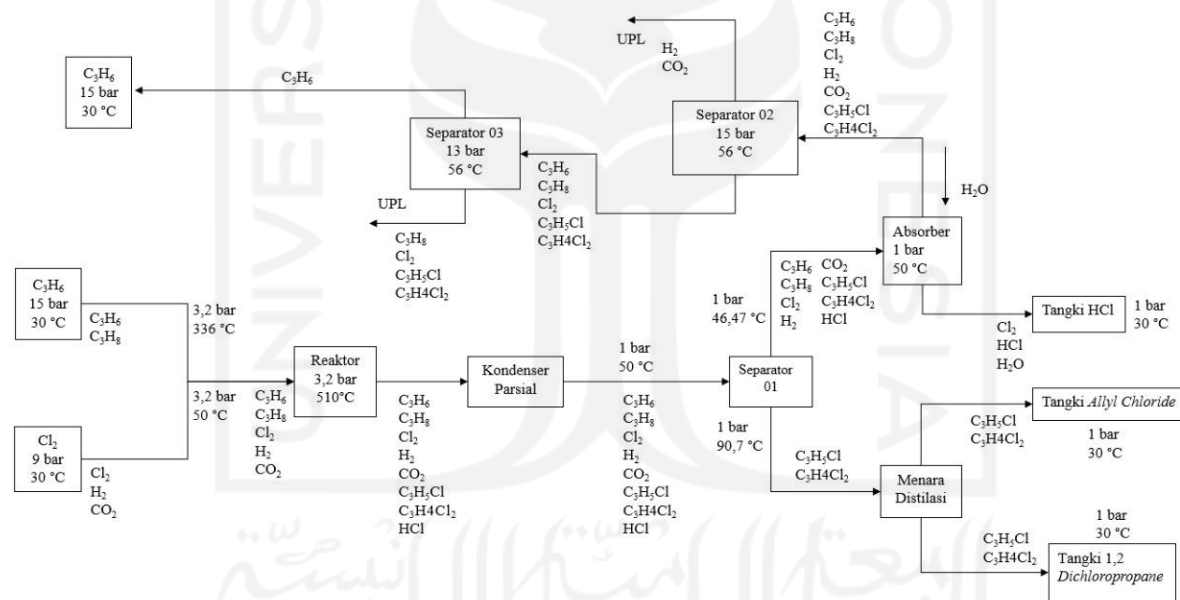 C₃H₆
15 bar
30 °C
C₃H₆
Separator 03
13 bar
56 °C
UPL
C₃H₈
Cl₂
C₃H₅Cl
C₃H4Cl₂
C₃H₆
C₃H₈
Cl₂
C₃H₅Cl
C₃H4Cl₂
UPL
H₂
CO₂
Separator 02
15 bar
56 °C
C₃H₆
C₃H₈
Cl₂
H₂
CO₂
C₃H₅Cl
C₃H4Cl₂
H₂O
Absorber
1 bar
50 °C
C₃H₆
15 bar
30 °C
C₃H₆
C₃H₈
3,2 bar
336 °C
Cl₂
9 bar
30 °C
Cl₂
H₂
CO₂
3,2 bar
50 °C
C₃H₆
C₃H₈
Cl₂
H₂
CO₂
Reaktor
3,2 bar
510°C
C₃H₆
C₃H₈
Cl₂
H₂
CO₂
C₃H₅Cl
C₃H4Cl₂
HCl
Kondenser
Parsial
1 bar
50 °C
C₃H₆
C₃H₈
Cl₂
H₂
CO₂
C₃H₅Cl
C₃H4Cl₂
HCl
Separator
01
1 bar
46,47 °C
C₃H₆
C₃H₈
Cl₂
H₂
CO₂
C₃H₅Cl
C₃H4Cl₂
HCl
1 bar
90,7 °C
C₃H₅Cl
C₃H4Cl₂
Cl₂
HCl
H₂O
Tangki HCl
1 bar
30 °C
Menara
Distilasi
C₃H₅Cl
C₃H4Cl₂
Tangki Allyl Chloride
1 bar
30 °C
C₃H₅Cl
C₃H4Cl₂
1 bar
30 °C
Tangki 1,2
Dichloropropane
UNIVERS
ONESIA